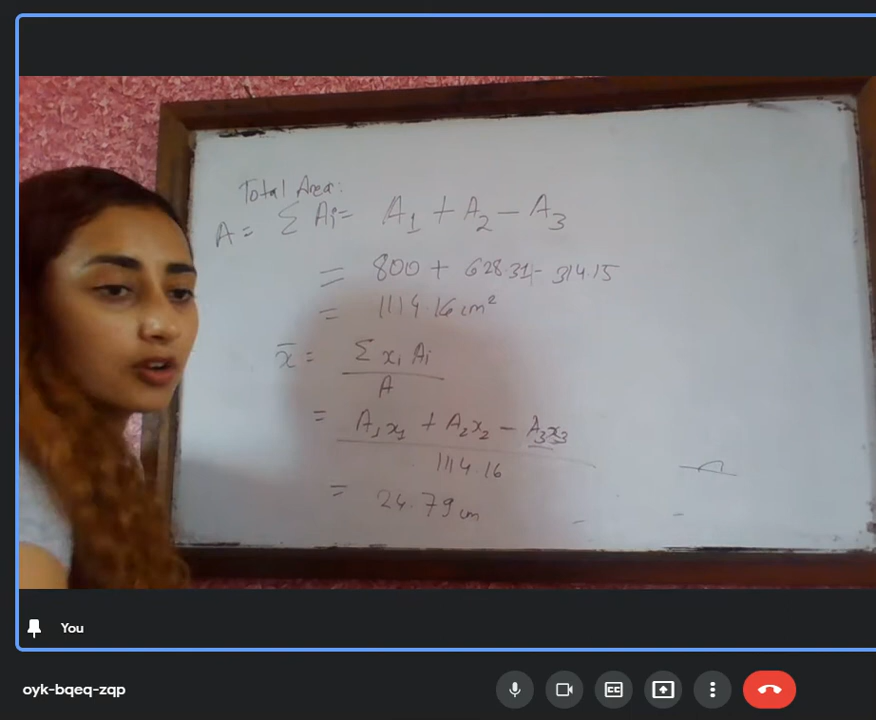 Total Area:
A = Σ Ai = A₁ + A₂ − A₃
= 800 + 628.31 − 314.15
= 1114.16 cm²
x̄ = Σ xi Ai
A
= A₁x₁ + A₂x₂ − A₃x₃
1114.16
= 24.79 cm
You
oyk-bqeq-zqp
CC